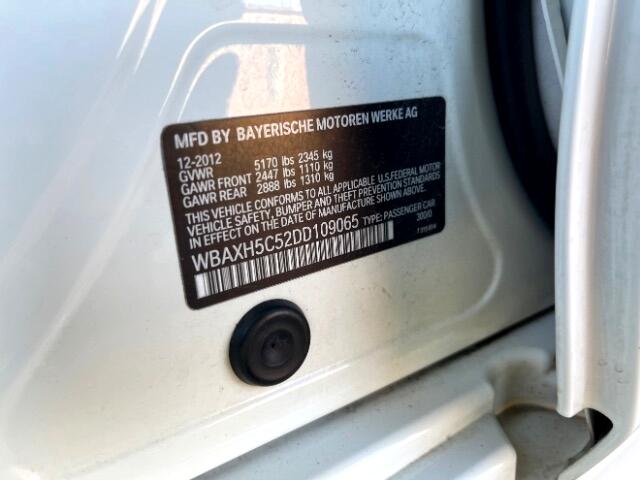 MFD BY BAYERISCHE MOTOREN WERKE AG
12-2012
GVWR 5170 lbs 2345 kg
GAWR FRONT 2447 lbs 1110 kg
GAWR REAR 2888 lbs 1310 kg
THIS VEHICLE CONFORMS TO ALL APPLICABLE U.S.FEDERAL MOTOR
VEHICLE SAFETY, BUMPER AND THEFT PREVENTION STANDARDS
IN EFFECT ON THE DATE OF MANUFACTURE SHOWN ABOVE.
WBAXH5C52DD109065 TYPE: PASSENGER CAR
300/0